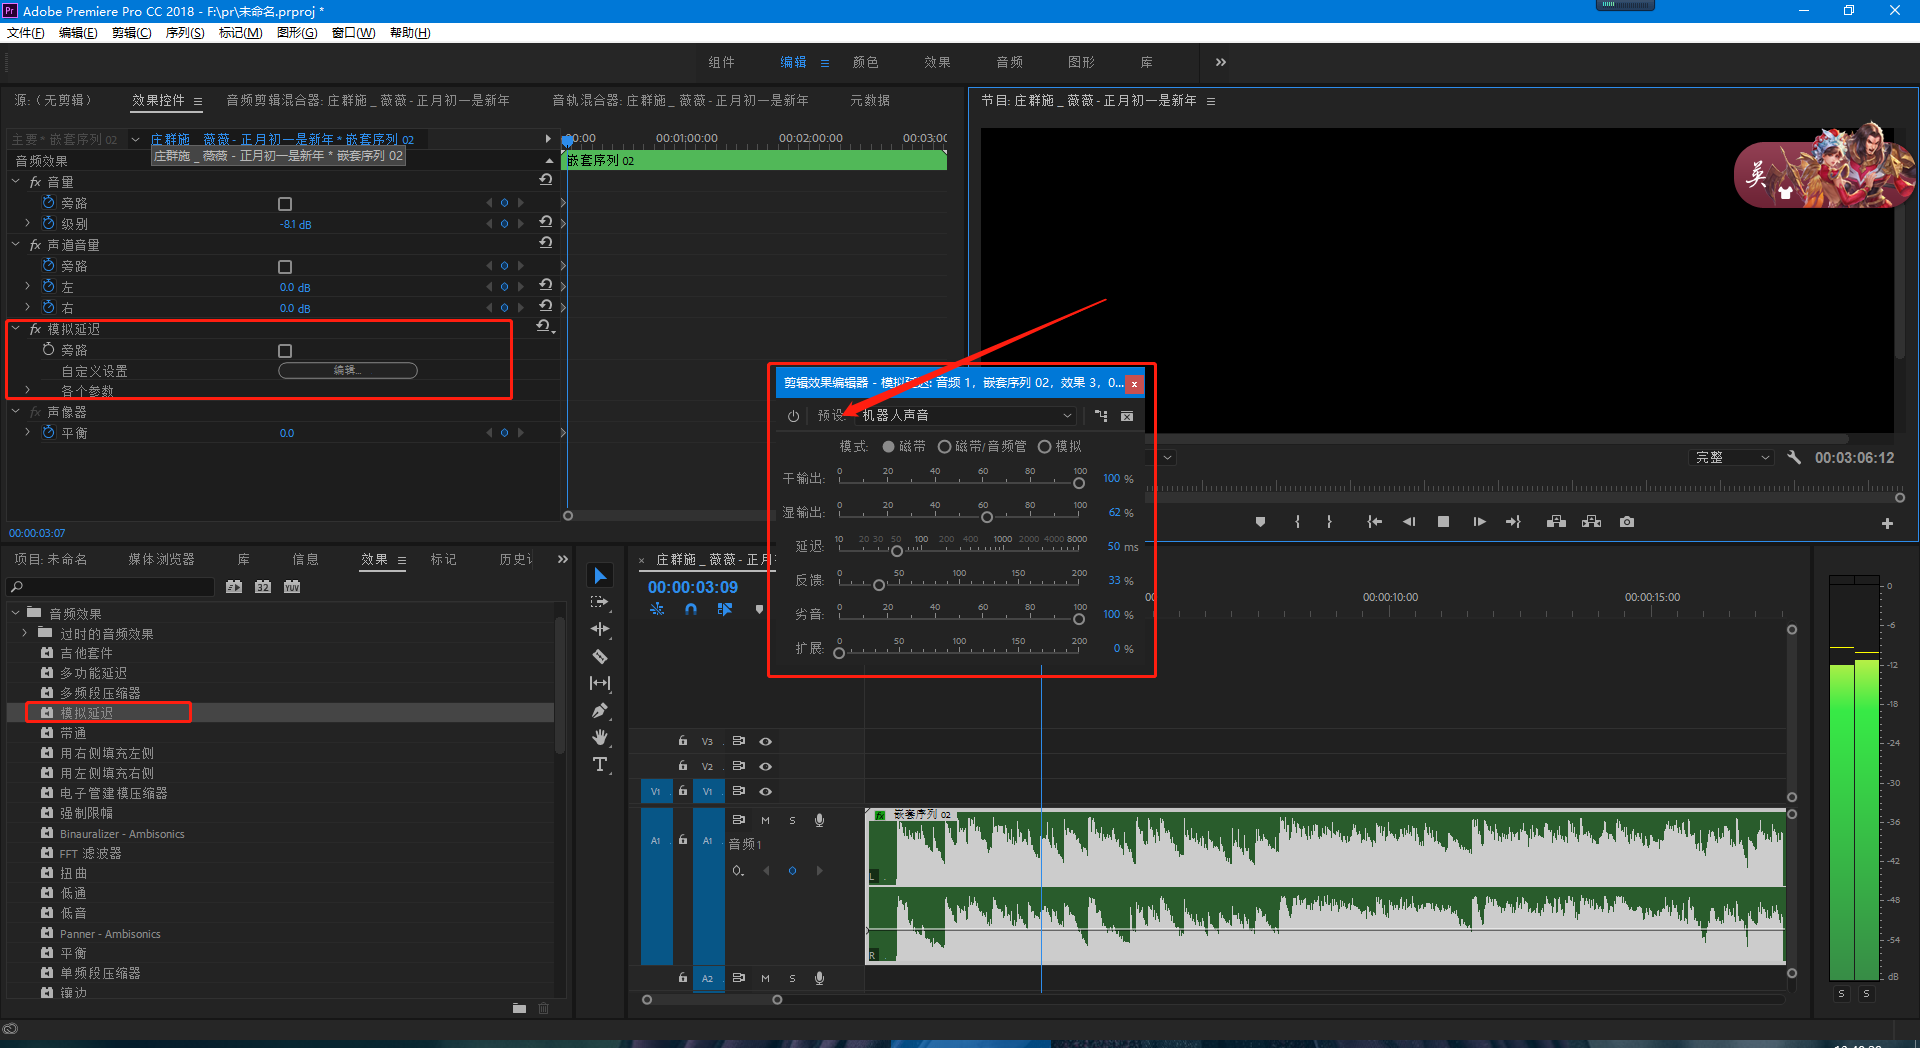 Adobe Premiere Pro CC 2018 - F:\pr\未命名.prproj *
文件(F) 编辑(E) 剪辑(C) 序列(S) 标记(M) 图形(G) 窗口(W) 帮助(H)
组件 编辑 颜色 效果 音频 图形 库
源:（无剪辑） 效果控件 音频剪辑混合器: 庄群施 _ 薇薇 - 正月初一是新年 音轨混合器: 庄群施 _ 薇薇 - 正月初一是新年 元数据
节目: 庄群施 _ 薇薇 - 正月初一是新年
主要 * 嵌套序列 02 庄群施 _ 薇薇 - 正月初一是新年 * 嵌套序列 02
:00:00 00:01:00:00 00:02:00:00 00:03:00
庄群施 _ 薇薇 - 正月初一是新年 * 嵌套序列 02
音频效果
嵌套序列 02
fx 音量
旁路
级别 -8.1 dB
fx 声道音量
旁路
左 0.0 dB
右 0.0 dB
fx 模拟延迟
旁路
自定义设置 编辑...
各个参数
fx 声像器
平衡 0.0
00:00:03:07
英
完整 00:03:06:12
剪辑效果编辑器 - 模拟延迟: 音频 1，嵌套序列 02，效果 3，0...
预设: 机器人声音
模式: 磁带 磁带/音频管 模拟
0 20 40 60 80 100
干输出: 100 %
0 20 40 60 80 100
湿输出: 62 %
10 20 30 50 100 200 400 1000 2000 4000 8000
延迟: 50 ms
0 50 100 150 200
反馈: 33 %
0 20 40 60 80 100
劣音: 100 %
0 50 100 150 200
扩展: 0 %
项目: 未命名 媒体浏览器 库 信息 效果 标记 历史记
32 YUV
音频效果
过时的音频效果
吉他套件
多功能延迟
多频段压缩器
模拟延迟
带通
用右侧填充左侧
用左侧填充右侧
电子管建模压缩器
强制限幅
Binauralizer - Ambisonics
FFT 滤波器
扭曲
低通
低音
Panner - Ambisonics
平衡
单频段压缩器
镶边
庄群施 _ 薇薇 - 正月
00:00:03:09
00:00:10:00 00:00:15:00
V3
V2
V1 V1
A1 A1 M S
音频 1
fx 嵌套序列 02
L
R
A2 M S
0
-6
-12
-18
-24
-30
-36
-42
-48
-54
dB
S S